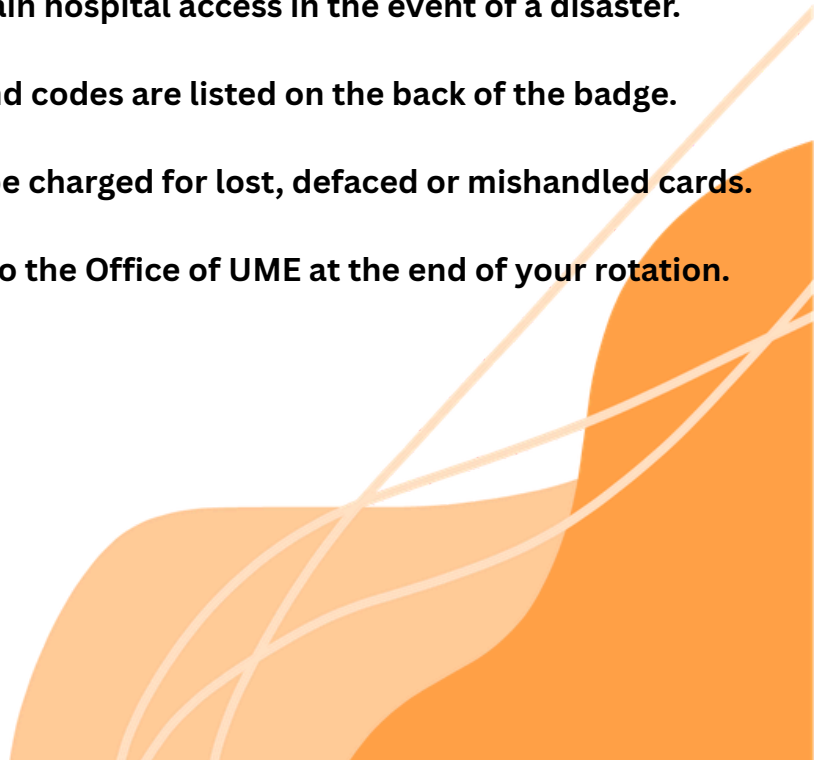 ain hospital access in the event of a disaster.
nd codes are listed on the back of the badge.
be charged for lost, defaced or mishandled cards.
o the Office of UME at the end of your rotation.